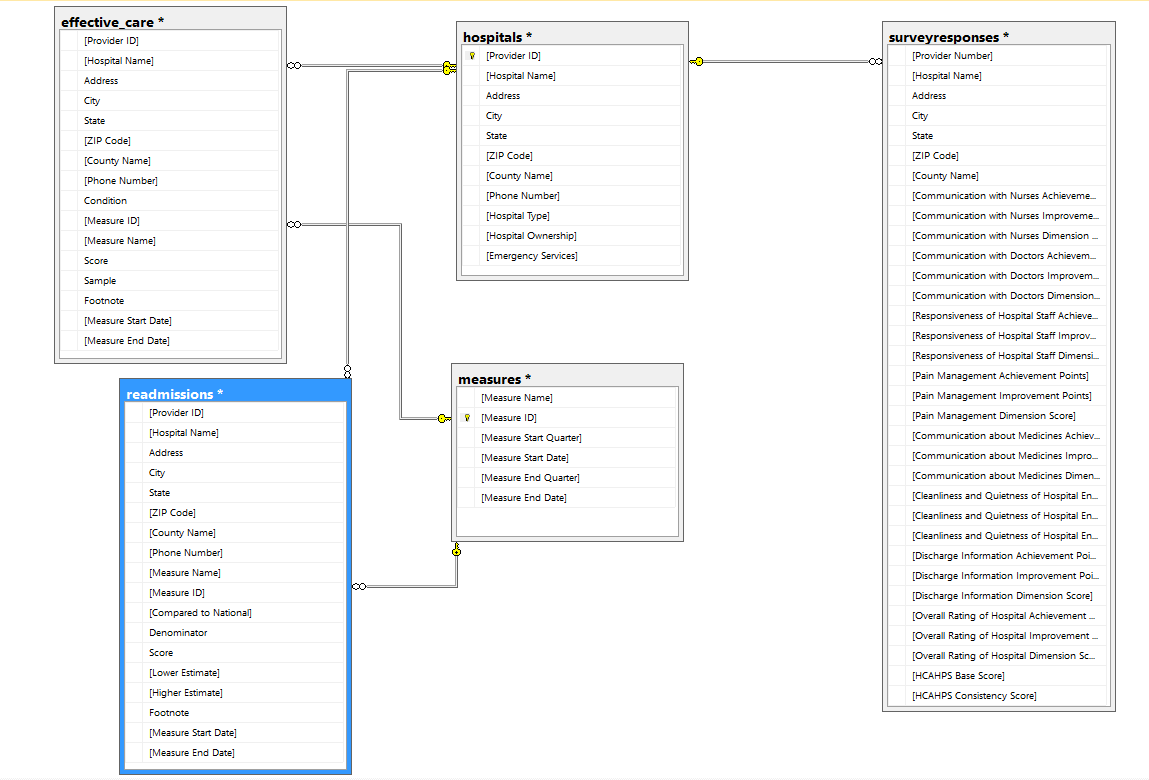 effective_care *
[Provider ID]
[Hospital Name]
Address
City
State
[ZIP Code]
[County Name]
[Phone Number]
Condition
[Measure ID]
[Measure Name]
Score
Sample
Footnote
[Measure Start Date]
[Measure End Date]
hospitals *
[Provider ID]
[Hospital Name]
Address
City
State
[ZIP Code]
[County Name]
[Phone Number]
[Hospital Type]
[Hospital Ownership]
[Emergency Services]
surveyresponses *
[Provider Number]
[Hospital Name]
Address
City
State
[ZIP Code]
[County Name]
[Communication with Nurses Achieveme...
[Communication with Nurses Improveme...
[Communication with Nurses Dimension ...
[Communication with Doctors Achievem...
[Communication with Doctors Improvem...
[Communication with Doctors Dimension...
[Responsiveness of Hospital Staff Achieve...
[Responsiveness of Hospital Staff Improv...
[Responsiveness of Hospital Staff Dimensi...
[Pain Management Achievement Points]
[Pain Management Improvement Points]
[Pain Management Dimension Score]
[Communication about Medicines Achiev...
[Communication about Medicines Impro...
[Communication about Medicines Dimen...
[Cleanliness and Quietness of Hospital En...
[Cleanliness and Quietness of Hospital En...
[Cleanliness and Quietness of Hospital En...
[Discharge Information Achievement Poi...
[Discharge Information Improvement Poi...
[Discharge Information Dimension Score]
[Overall Rating of Hospital Achievement ...
[Overall Rating of Hospital Improvement ...
[Overall Rating of Hospital Dimension Sc...
[HCAHPS Base Score]
[HCAHPS Consistency Score]
readmissions *
[Provider ID]
[Hospital Name]
Address
City
State
[ZIP Code]
[County Name]
[Phone Number]
[Measure Name]
[Measure ID]
[Compared to National]
Denominator
Score
[Lower Estimate]
[Higher Estimate]
Footnote
[Measure Start Date]
[Measure End Date]
measures *
[Measure Name]
[Measure ID]
[Measure Start Quarter]
[Measure Start Date]
[Measure End Quarter]
[Measure End Date]